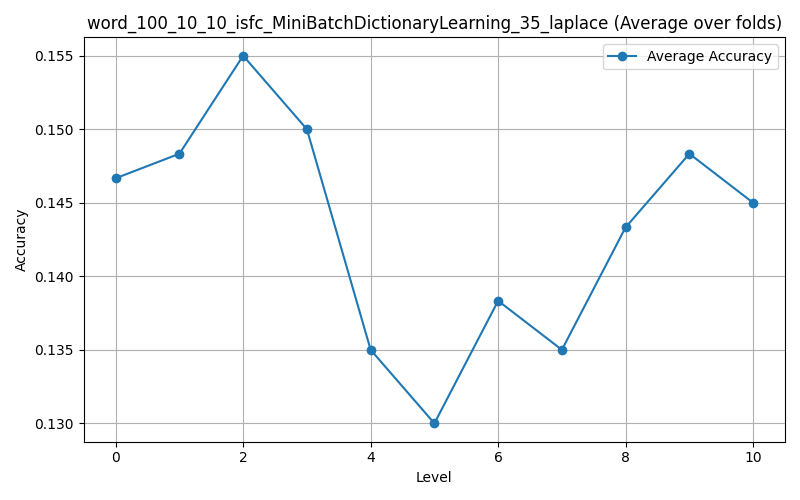 word_100_10_10_isfc_MiniBatchDictionaryLearning_35_laplace (Average over folds)
Average Accuracy
Accuracy
0.155
0.150
0.145
0.140
0.135
0.130
0 2 4 6 8 10
Level